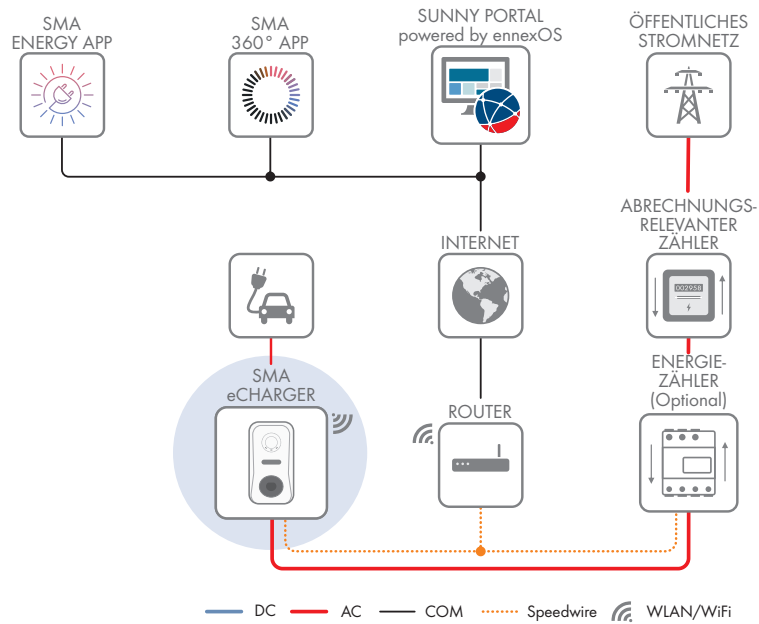 SMA
ENERGY APP
SMA
360° APP
SUNNY PORTAL
powered by ennexOS
ÖFFENTLICHES
STROMNETZ
ABRECHNUNGS-
RELEVANTER
ZÄHLER
INTERNET
002958
SMA
eCHARGER
ROUTER
ENERGIE-
ZÄHLER
(Optional)
DC
AC
COM
Speedwire
WLAN/WiFi